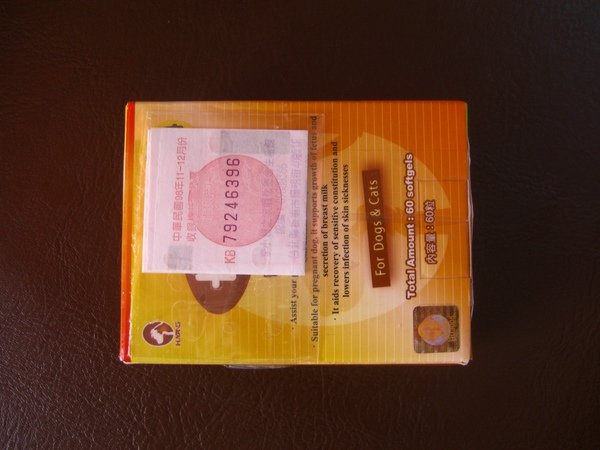 中華民國98年11-12月份
KB 79246396
· Assist your
· Suitable for pregnant dog, it supports growth of fetus and
secretion of breast milk
· It aids recovery of sensitive constitution and
lowers infection of skin sicknesses
For Dogs & Cats
Total Amount : 60 softgels
內容量：60粒